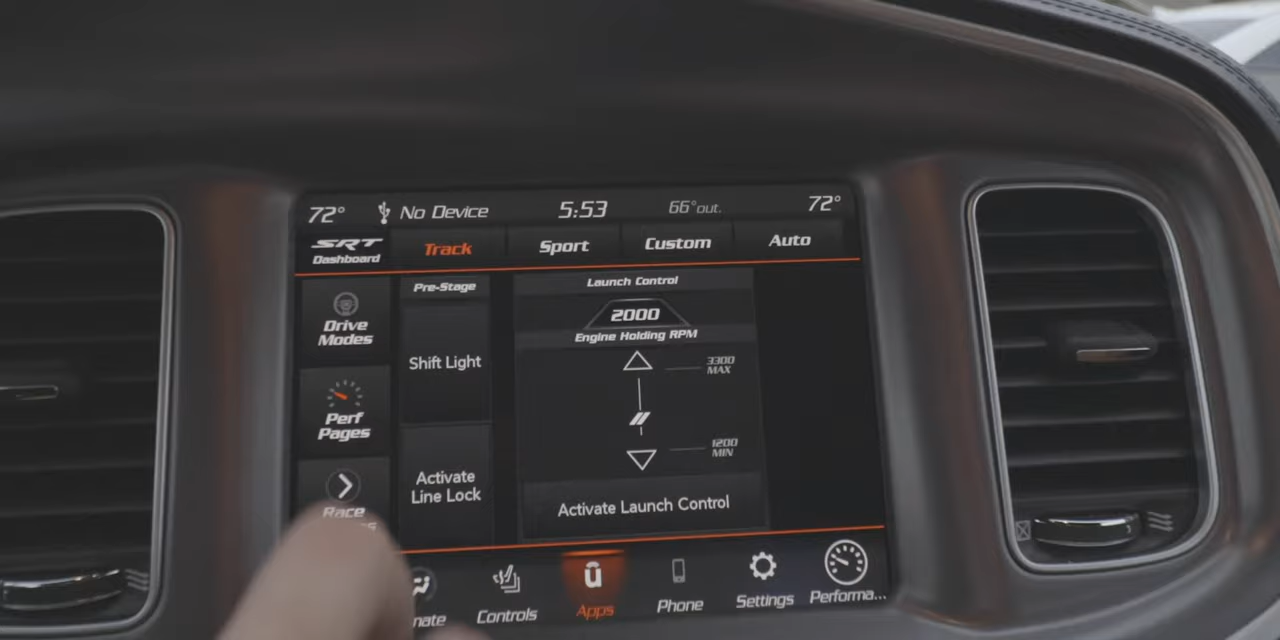 72°
No Device
5:53
66°out.
72°
SRT
Dashboard
Track
Sport
Custom
Auto
Drive
Modes
Perf
Pages
Race
Pre-Stage
Shift Light
Activate
Line Lock
Launch Control
2000
Engine Holding RPM
3300
MAX
1200
MIN
Activate Launch Control
mate
Controls
û
Apps
Phone
Settings
Performa...